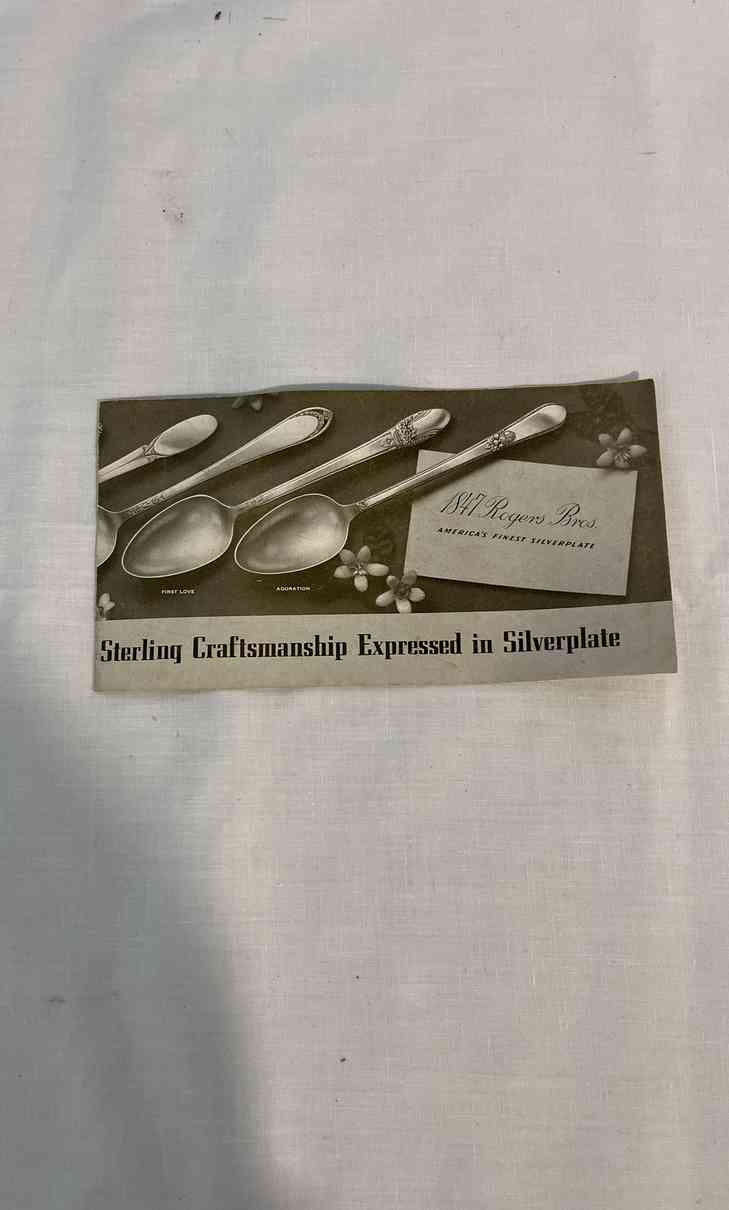 1847 Rogers Bros.
AMERICA'S FINEST SILVERPLATE
FIRST LOVE
ADORATION
Sterling Craftsmanship Expressed in Silverplate